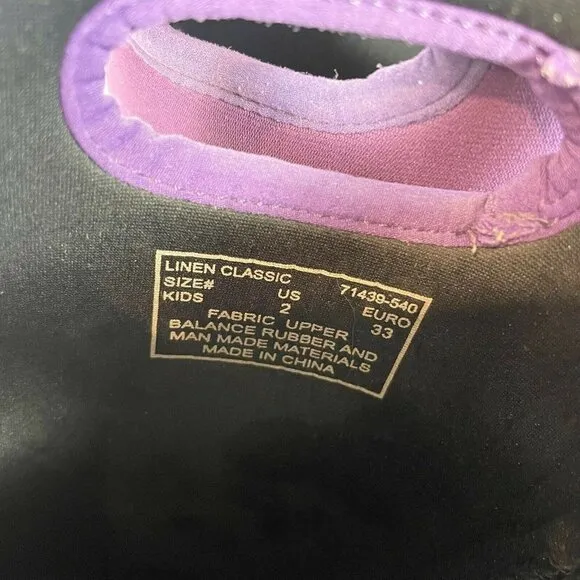 LINEN CLASSIC 71439-540
SIZE# US EURO
KIDS 2 33
FABRIC UPPER
BALANCE RUBBER AND
MAN MADE MATERIALS
MADE IN CHINA